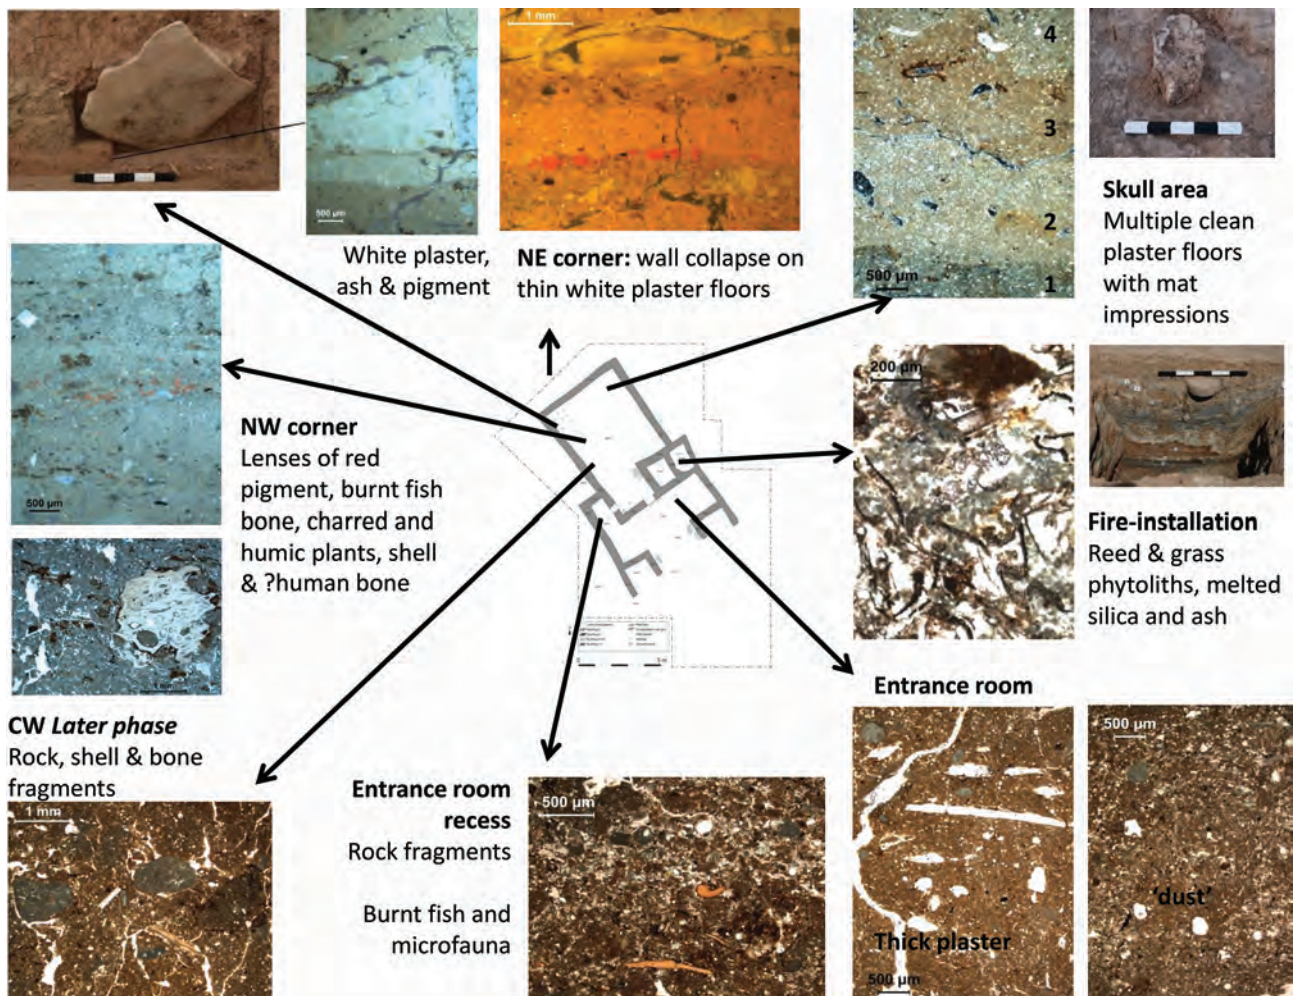 1 mm
500 µm
4
3
2
1
500 µm
Skull area
Multiple clean
plaster floors
with mat
impressions
White plaster,
ash & pigment
NE corner: wall collapse on
thin white plaster floors
500 µm
NW corner
Lenses of red
pigment, burnt fish
bone, charred and
humic plants, shell
& ?human bone
200 µm
Fire-installation
Reed & grass
phytoliths, melted
silica and ash
0
5 m
CW Later phase
Rock, shell & bone
fragments
1 mm
Entrance room
recess
Rock fragments
Burnt fish and
microfauna
500 µm
Entrance room
Thick plaster
500 µm
500 µm
'dust'